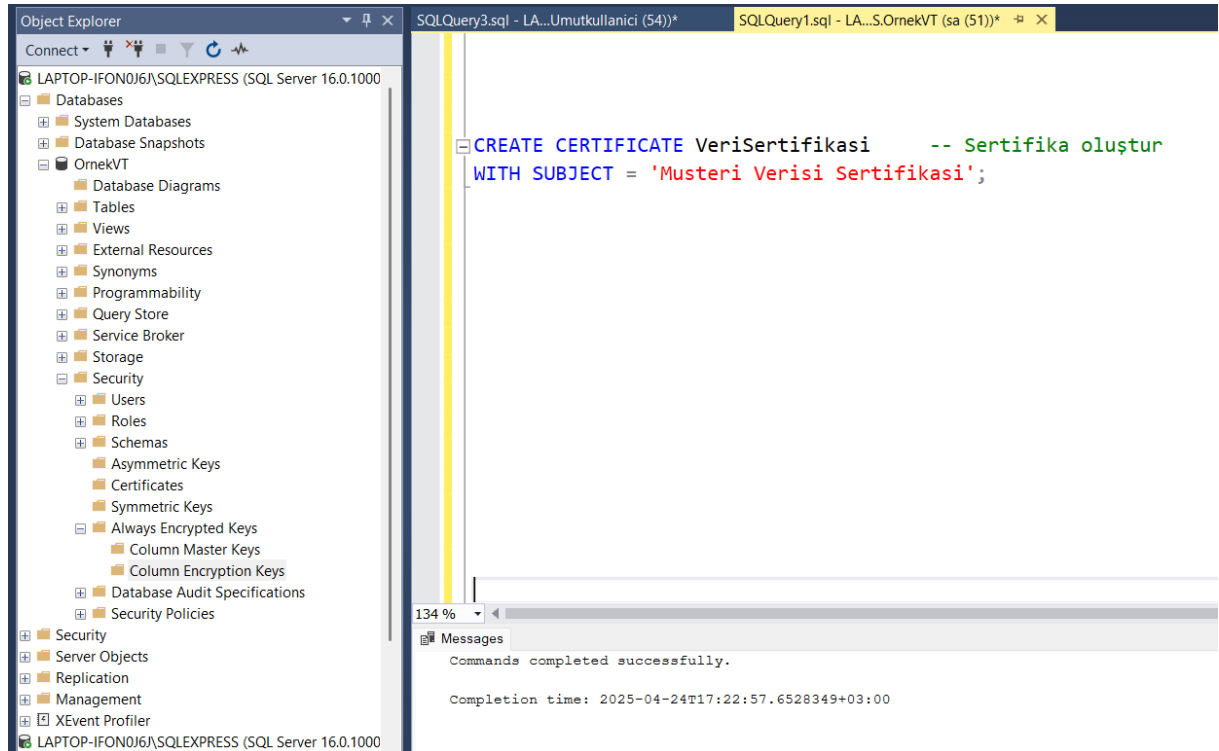 Object Explorer
Connect
LAPTOP-IFON0J6J\SQLEXPRESS (SQL Server 16.0.1000
Databases
System Databases
Database Snapshots
OrnekVT
Database Diagrams
Tables
Views
External Resources
Synonyms
Programmability
Query Store
Service Broker
Storage
Security
Users
Roles
Schemas
Asymmetric Keys
Certificates
Symmetric Keys
Always Encrypted Keys
Column Master Keys
Column Encryption Keys
Database Audit Specifications
Security Policies
Security
Server Objects
Replication
Management
XEvent Profiler
LAPTOP-IFON0J6J\SQLEXPRESS (SQL Server 16.0.1000
SQLQuery3.sql - LA...Umutkullanici (54))*
SQLQuery1.sql - LA...S.OrnekVT (sa (51))*
CREATE CERTIFICATE VeriSertifikasi -- Sertifika oluştur
WITH SUBJECT = 'Musteri Verisi Sertifikasi';
134 %
Messages
Commands completed successfully.
Completion time: 2025-04-24T17:22:57.6528349+03:00